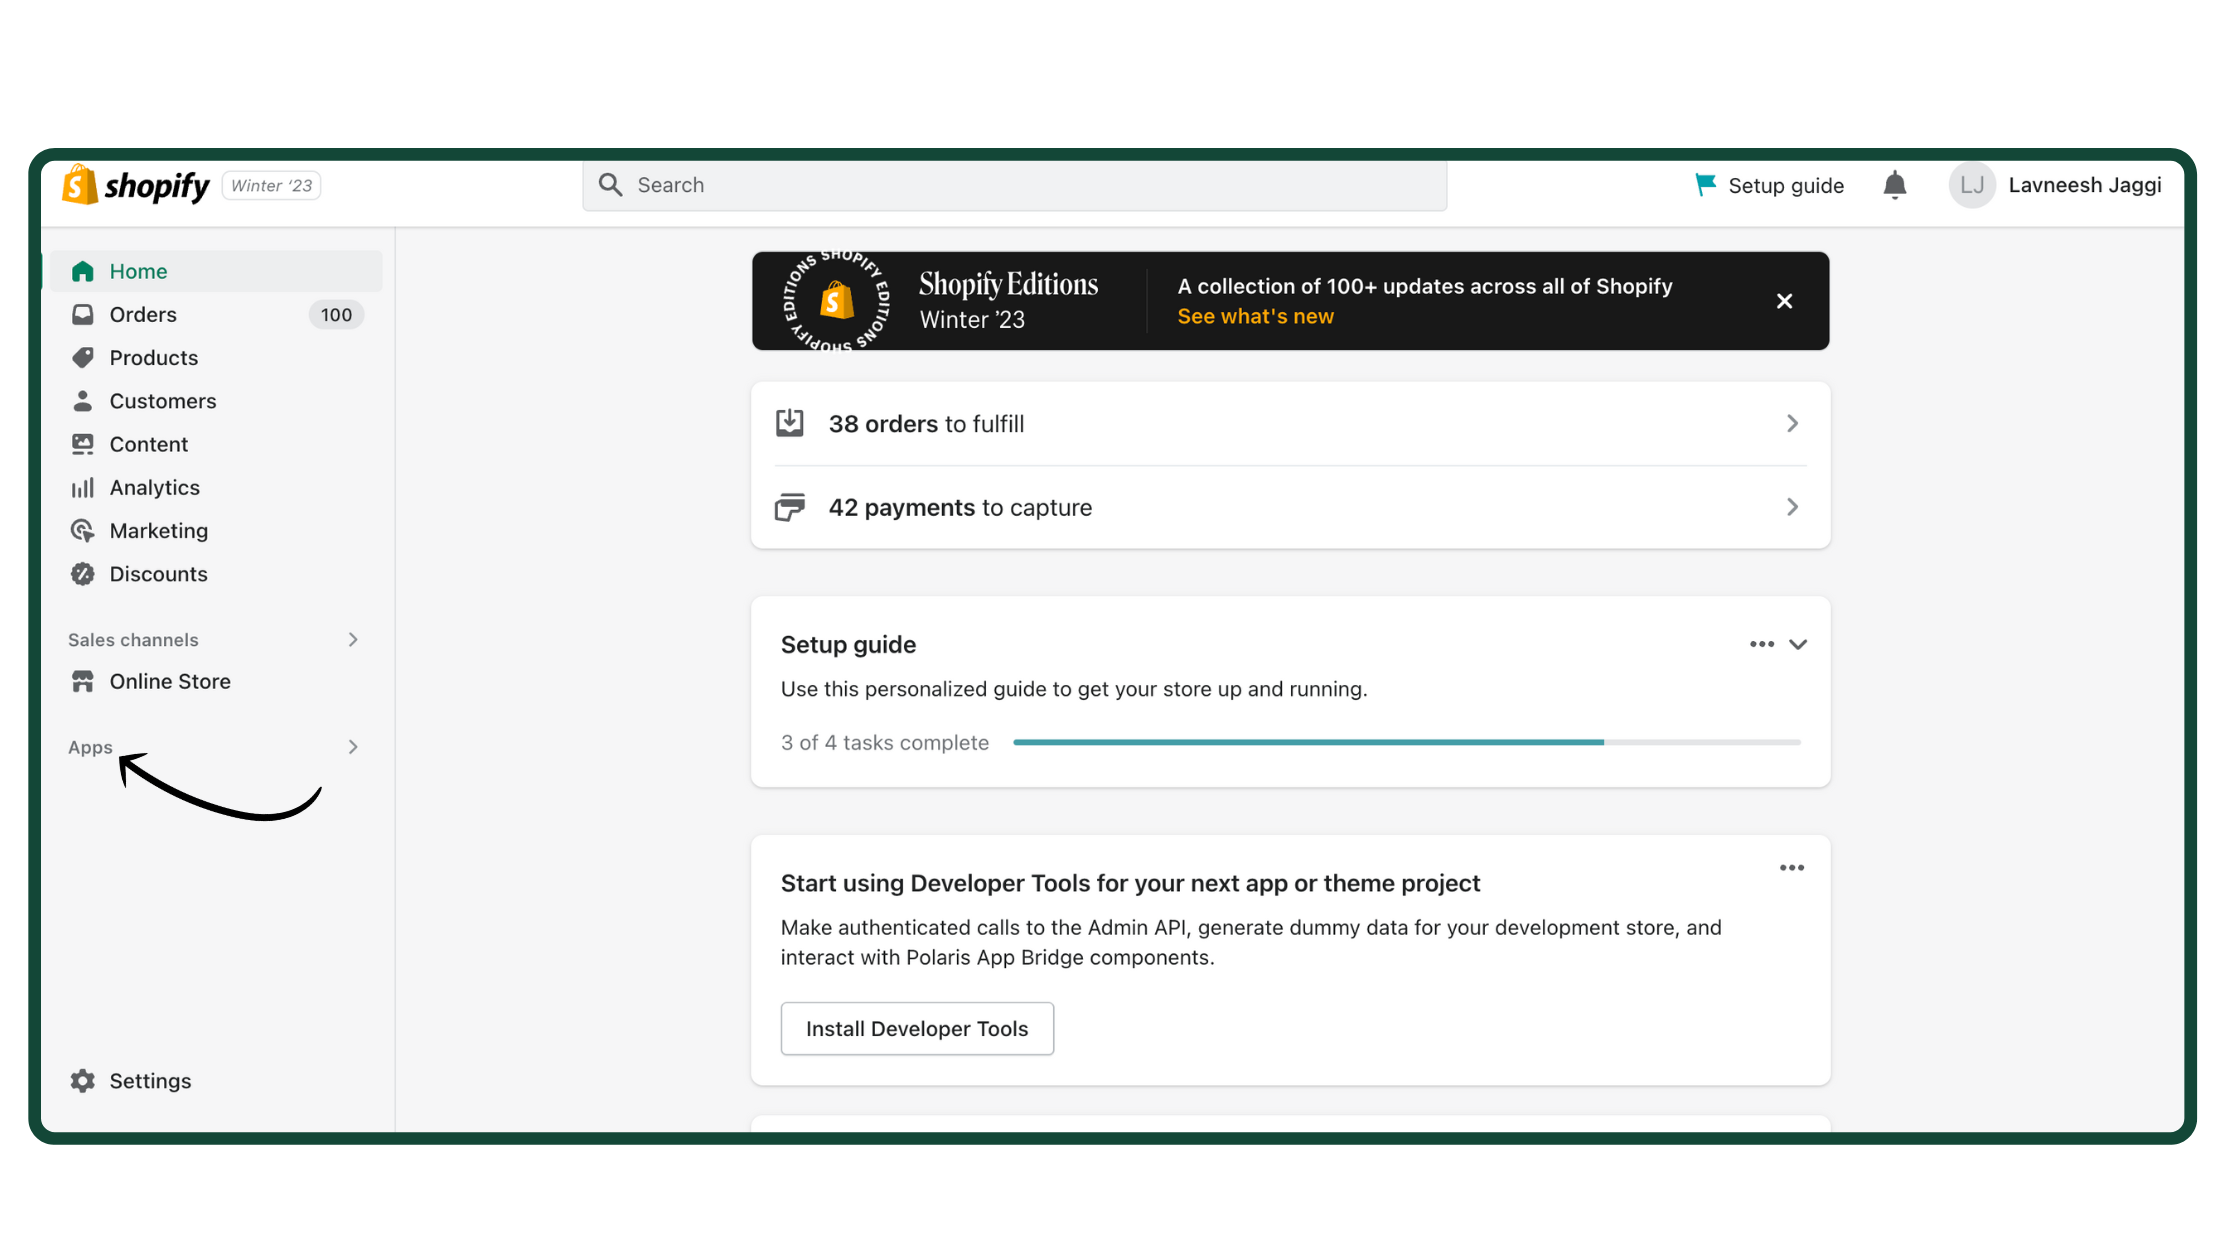 shopify
Winter ‘23
Search
Setup guide
LJ
Lavneesh Jaggi
Home
Orders
100
Products
Customers
Content
Analytics
Marketing
Discounts
Sales channels
Online Store
Apps
Settings
SHOPIFY EDITIONS SHOPIFY EDITIONS
Shopify Editions
Winter ’23
A collection of 100+ updates across all of Shopify
See what's new
38 orders to fulfill
42 payments to capture
Setup guide
Use this personalized guide to get your store up and running.
3 of 4 tasks complete
Start using Developer Tools for your next app or theme project
Make authenticated calls to the Admin API, generate dummy data for your development store, and
interact with Polaris App Bridge components.
Install Developer Tools